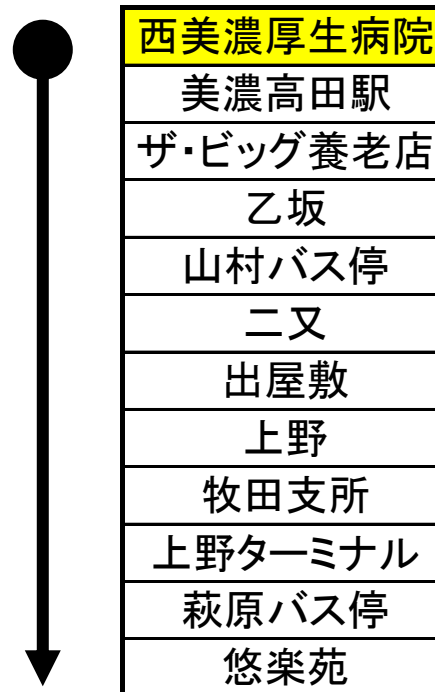 西美濃厚生病院
美濃高田駅
ザ・ビッグ養老店
乙坂
山村バス停
二又
出屋敷
上野
牧田支所
上野ターミナル
萩原バス停
悠楽苑